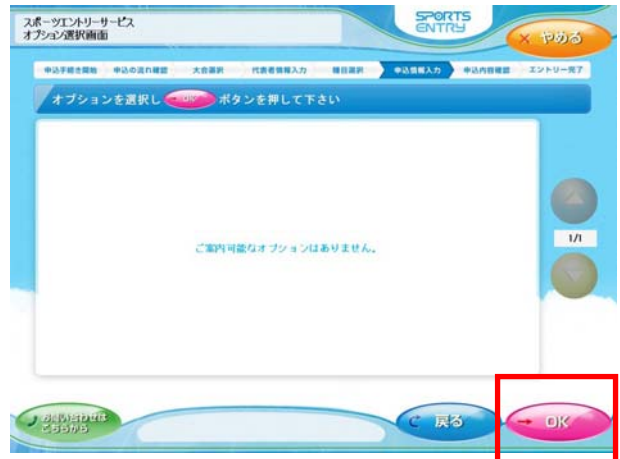 スポーツエントリーサービス
オプション選択画面
SPORTS
ENTRY
× やめる
申込手続き開始 申込の流れ確認 大会選択 代表者情報入力 種目選択 申込情報入力 申込内容確認 エントリー完了
オプションを選択し → OK ボタンを押して下さい
ご案内可能なオプションはありません。
1/1
お問い合わせは
こちらから
戻る
→ OK